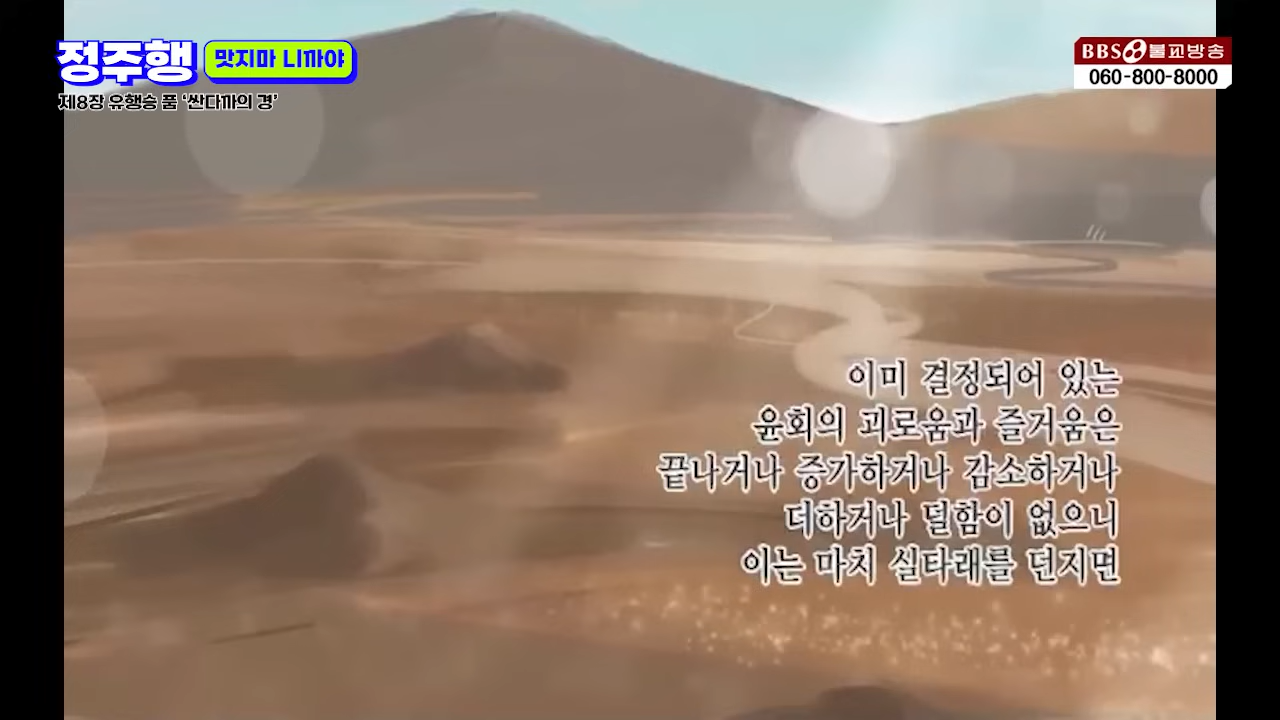 정주행 맛지마 니까야
제8장 유행승 품 ‘싼다까의 경’
BBS 불교방송
060-800-8000
이미 결정되어 있는
윤회의 괴로움과 즐거움은
끝나거나 증가하거나 감소하거나
더하거나 덜함이 없으니
이는 마치 실타래를 던지면